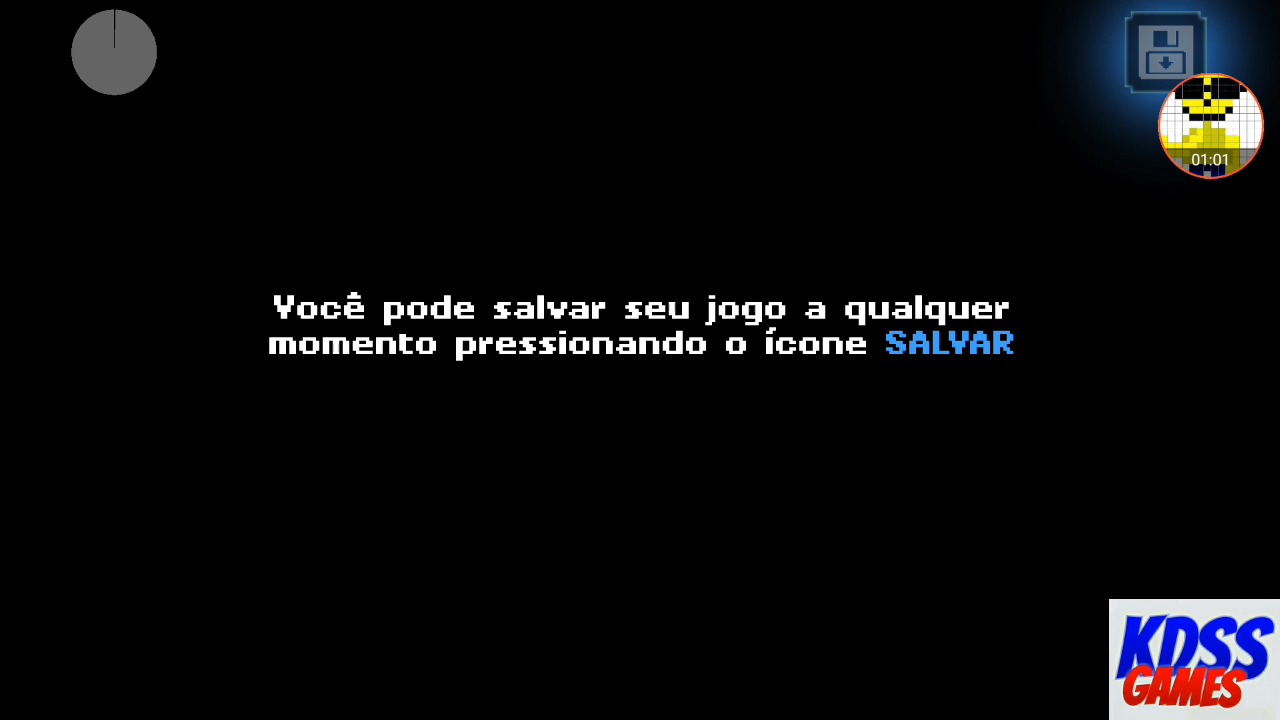 01:01
Você pode salvar seu jogo a qualquer
momento pressionando o ícone SALVAR
KDSS
GAMES